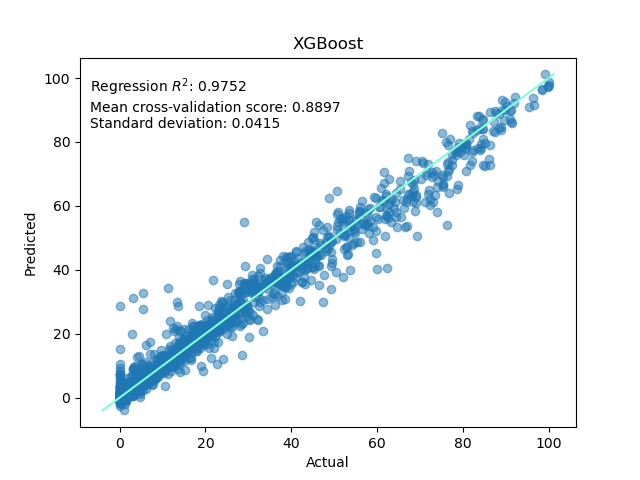 XGBoost
Regression R²: 0.9752
Mean cross-validation score: 0.8897
Standard deviation: 0.0415
100
80
60
40
20
0
Predicted
0 20 40 60 80 100
Actual